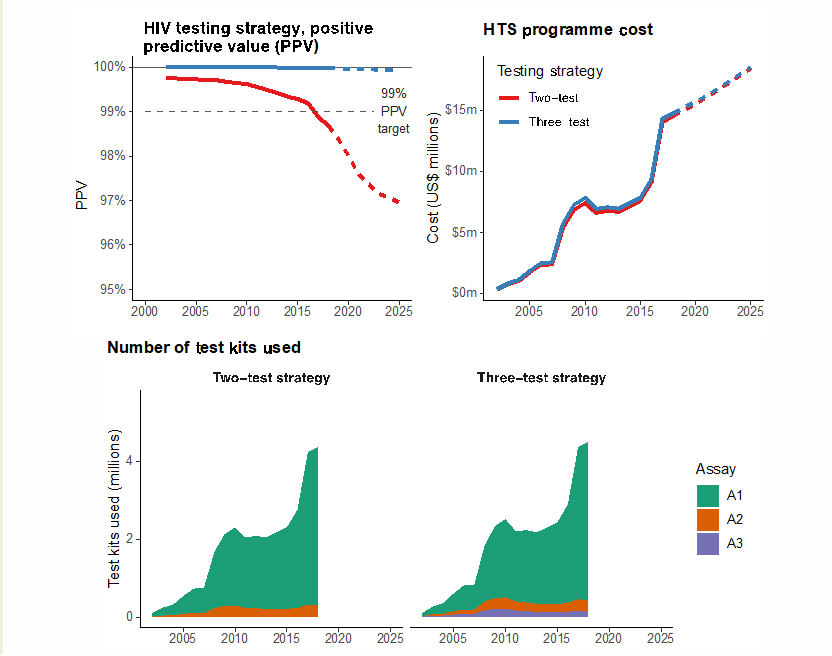 HIV testing strategy, positive
predictive value (PPV)
100%
99%
98%
97%
96%
95%
PPV
99%
PPV
target
2000
2005
2010
2015
2020
2025
HTS programme cost
Testing strategy
Two−test
Three−test
$15m
$10m
$5m
$0m
Cost (US$ millions)
2005
2010
2015
2020
2025
Number of test kits used
Two−test strategy
Three−test strategy
Test kits used (millions)
4
2
0
2005
2010
2015
2020
2025
2005
2010
2015
2020
2025
Assay
A1
A2
A3